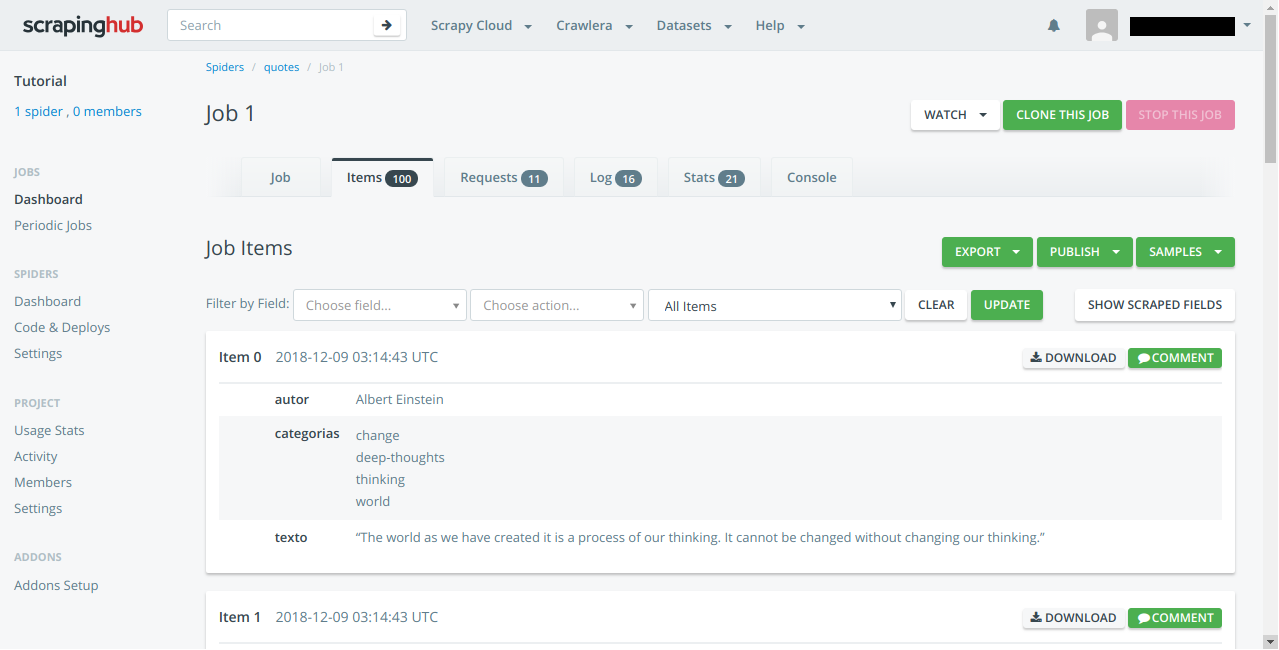 scrapinghub Search Scrapy Cloud Crawlera Datasets Help
Spiders / quotes / Job 1
Tutorial
1 spider , 0 members
JOBS
Dashboard
Periodic Jobs
SPIDERS
Dashboard
Code & Deploys
Settings
PROJECT
Usage Stats
Activity
Members
Settings
ADDONS
Addons Setup
Job 1 WATCH CLONE THIS JOB STOP THIS JOB
Job Items 100 Requests 11 Log 16 Stats 21 Console
Job Items EXPORT PUBLISH SAMPLES
Filter by Field: Choose field... Choose action... All Items CLEAR UPDATE SHOW SCRAPED FIELDS
Item 0 2018-12-09 03:14:43 UTC DOWNLOAD COMMENT
autor Albert Einstein
categorias change
deep-thoughts
thinking
world
texto “The world as we have created it is a process of our thinking. It cannot be changed without changing our thinking.”
Item 1 2018-12-09 03:14:43 UTC DOWNLOAD COMMENT